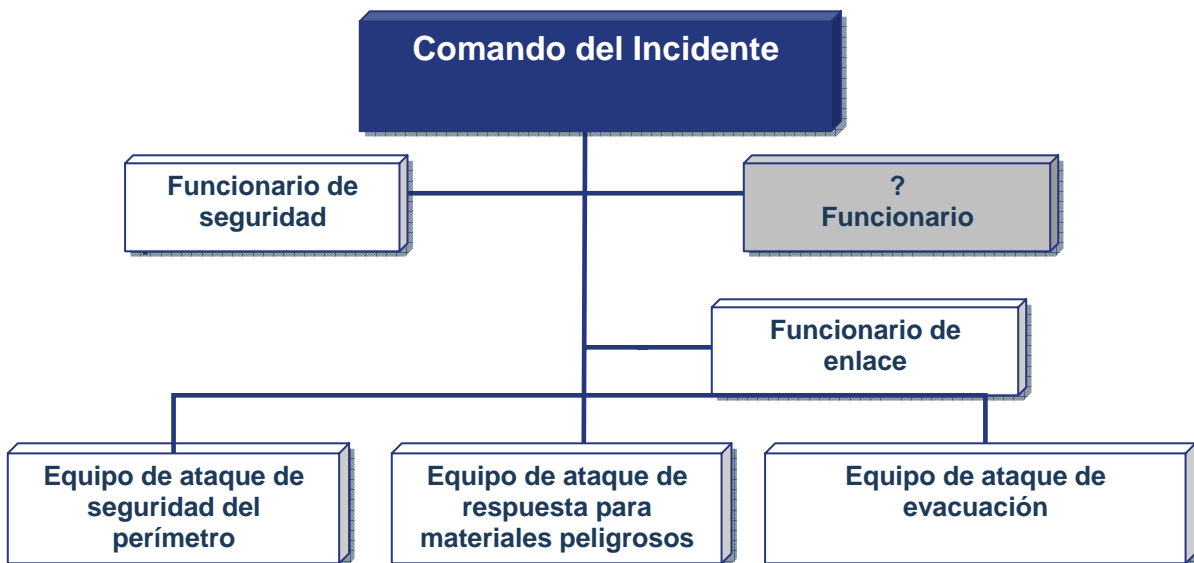 Comando del Incidente
Funcionario de
seguridad
?
Funcionario
Funcionario de
enlace
Equipo de ataque de
seguridad del
perímetro
Equipo de ataque de
respuesta para
materiales peligrosos
Equipo de ataque de
evacuación